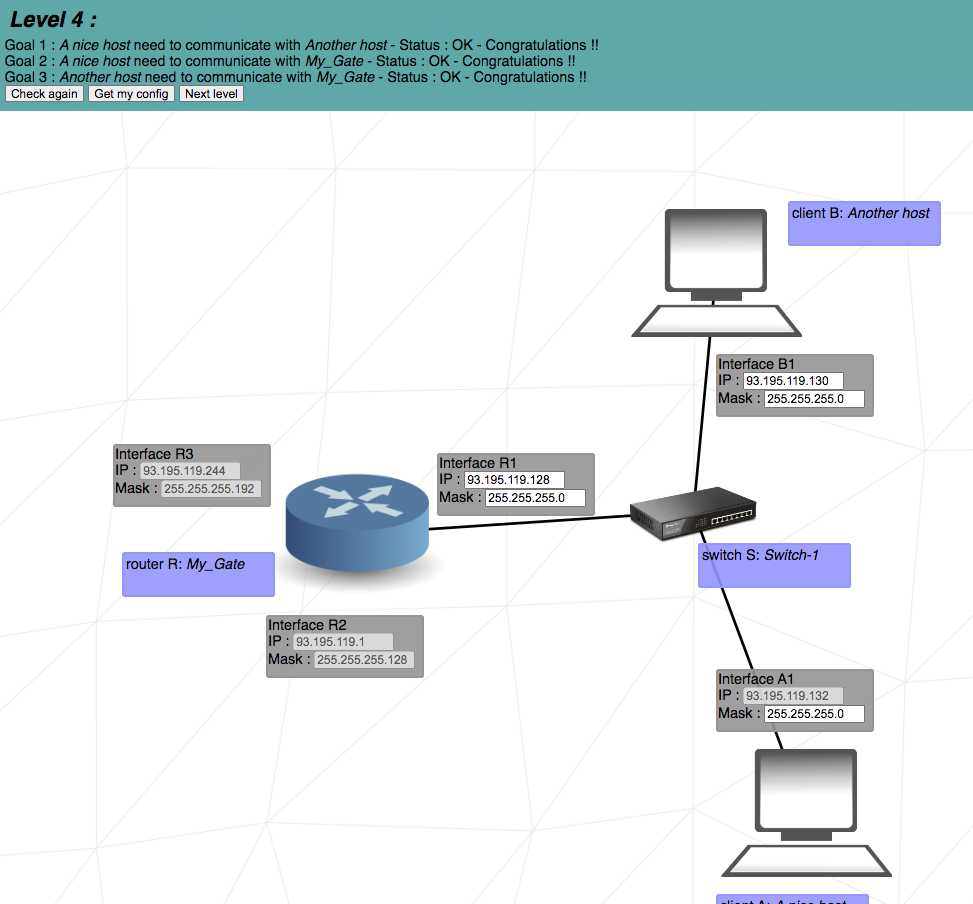 Level 4 :
Goal 1 : A nice host need to communicate with Another host - Status : OK - Congratulations !!
Goal 2 : A nice host need to communicate with My_Gate - Status : OK - Congratulations !!
Goal 3 : Another host need to communicate with My_Gate - Status : OK - Congratulations !!
Check again Get my config Next level
client B: Another host
Interface B1
IP : 93.195.119.130
Mask : 255.255.255.0
Interface R3
IP : 93.195.119.244
Mask : 255.255.255.192
Interface R1
IP : 93.195.119.128
Mask : 255.255.255.0
router R: My_Gate
switch S: Switch-1
Interface R2
IP : 93.195.119.1
Mask : 255.255.255.128
Interface A1
IP : 93.195.119.132
Mask : 255.255.255.0
client A: A nice host